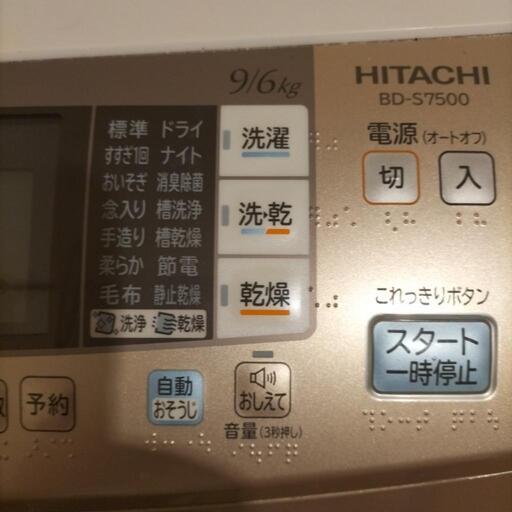 9/6kg
HITACHI
BD-S7500
標準 ドライ
すすぎ1回 ナイト
おいそぎ 消臭除菌
念入り 槽洗浄
手造り 槽乾燥
柔らか 節電
毛布 静止乾燥
洗浄 乾燥
洗濯
洗・乾
乾燥
電源(オートオフ)
切 入
これっきりボタン
スタート
一時停止
予約
自動
おそうじ
おしえて
音量(3秒押し)